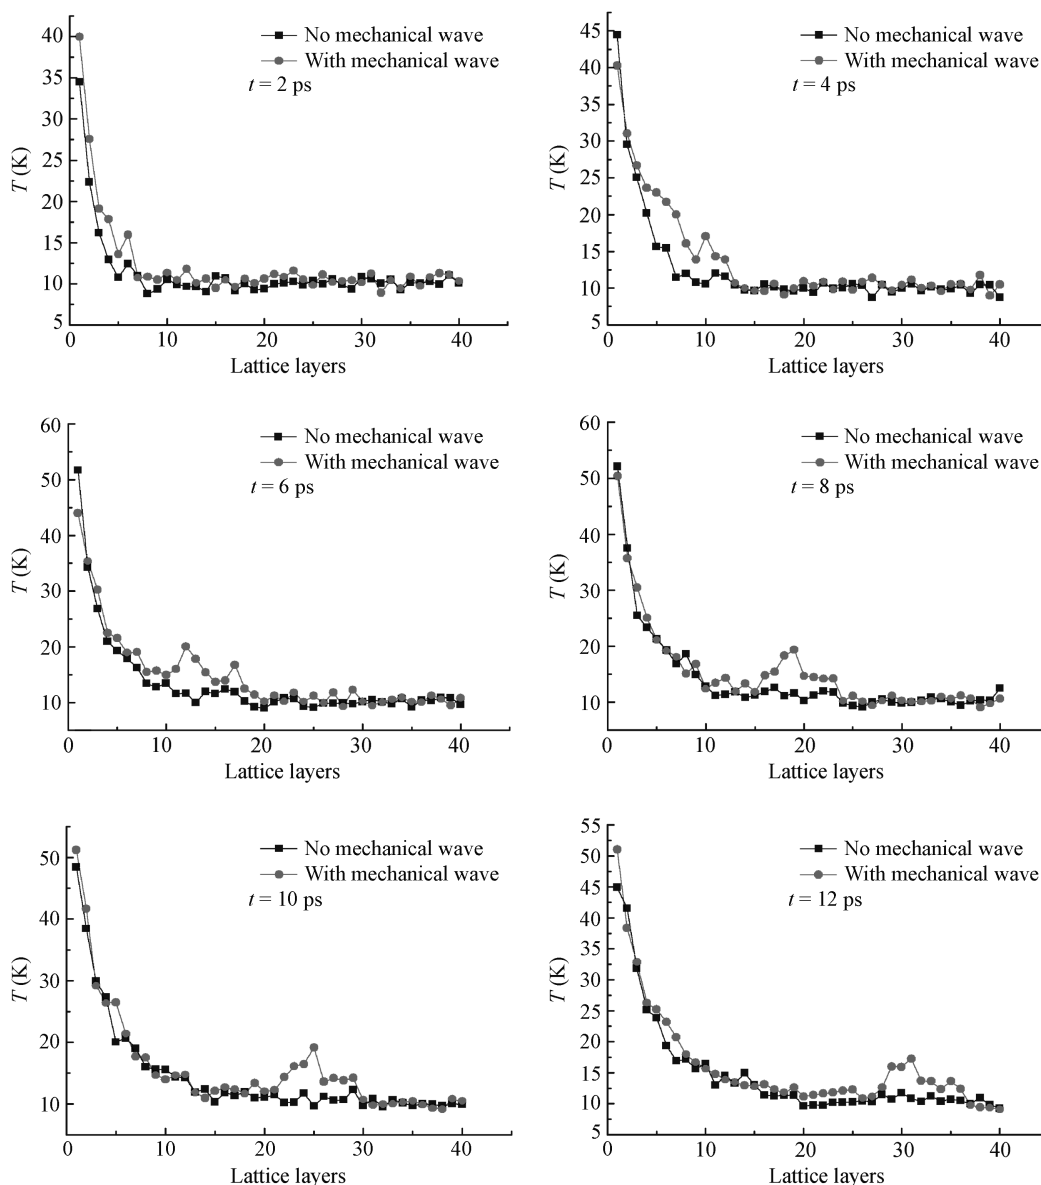 40
35
30
25
20
15
10
5
T (K)
No mechanical wave
With mechanical wave
t = 2 ps
0 10 20 30 40
Lattice layers
45
40
35
30
25
20
15
10
5
T (K)
No mechanical wave
With mechanical wave
t = 4 ps
0 10 20 30 40
Lattice layers
60
50
40
30
20
10
T (K)
No mechanical wave
With mechanical wave
t = 6 ps
0 10 20 30 40
Lattice layers
60
50
40
30
20
10
T (K)
No mechanical wave
With mechanical wave
t = 8 ps
0 10 20 30 40
Lattice layers
50
40
30
20
10
T (K)
No mechanical wave
With mechanical wave
t = 10 ps
0 10 20 30 40
Lattice layers
55
50
45
40
35
30
25
20
15
10
5
T (K)
No mechanical wave
With mechanical wave
t = 12 ps
0 10 20 30 40
Lattice layers